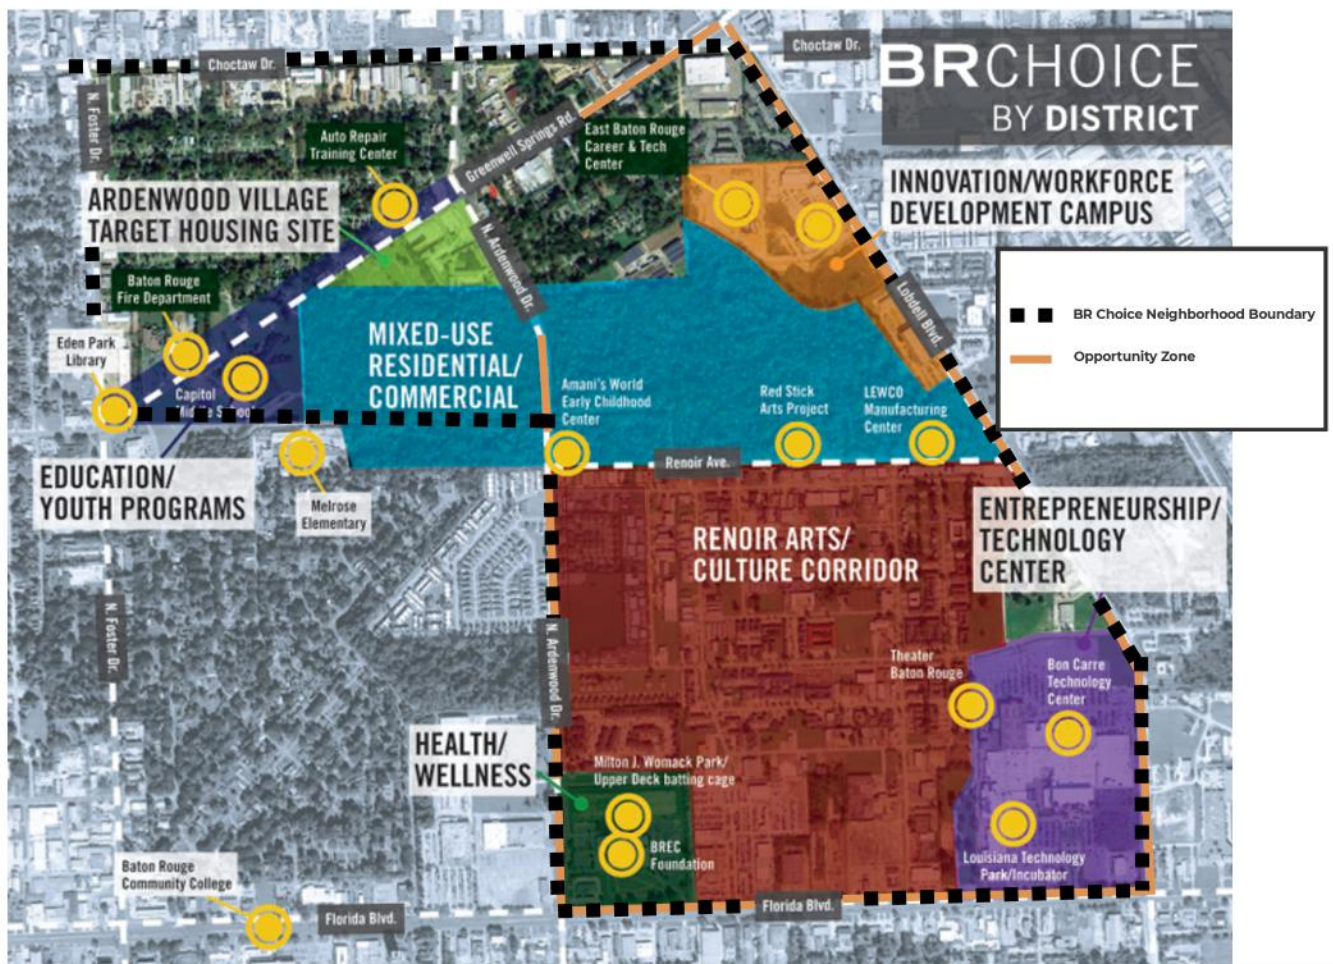 BRCHOICE
BY DISTRICT
Choctaw Dr.
Choctaw Dr.
N. Foster Dr.
Auto Repair
Training Center
Greenwell Springs Rd.
East Baton Rouge
Career & Tech
Center
INNOVATION/WORKFORCE
DEVELOPMENT CAMPUS
ARDENWOOD VILLAGE
TARGET HOUSING SITE
N. Ardenwood Dr.
Baton Rouge
Fire Department
Lobdell Blvd.
BR Choice Neighborhood Boundary
Opportunity Zone
Eden Park
Library
MIXED-USE
RESIDENTIAL/
COMMERCIAL
Capitol
Middle School
Amani's World
Early Childhood
Center
Red Stick
Arts Project
LEWCO
Manufacturing
Center
Renoir Ave.
EDUCATION/
YOUTH PROGRAMS
Melrose
Elementary
RENOIR ARTS/
CULTURE CORRIDOR
ENTREPRENEURSHIP/
TECHNOLOGY
CENTER
N. Foster Dr.
N. Ardenwood Dr.
Theater
Baton Rouge
Bon Carre
Technology
Center
HEALTH/
WELLNESS
Milton J. Womack Park/
Upper Deck batting cage
BREC
Foundation
Louisiana Technology
Park/Incubator
Baton Rouge
Community College
Florida Blvd.
Florida Blvd.